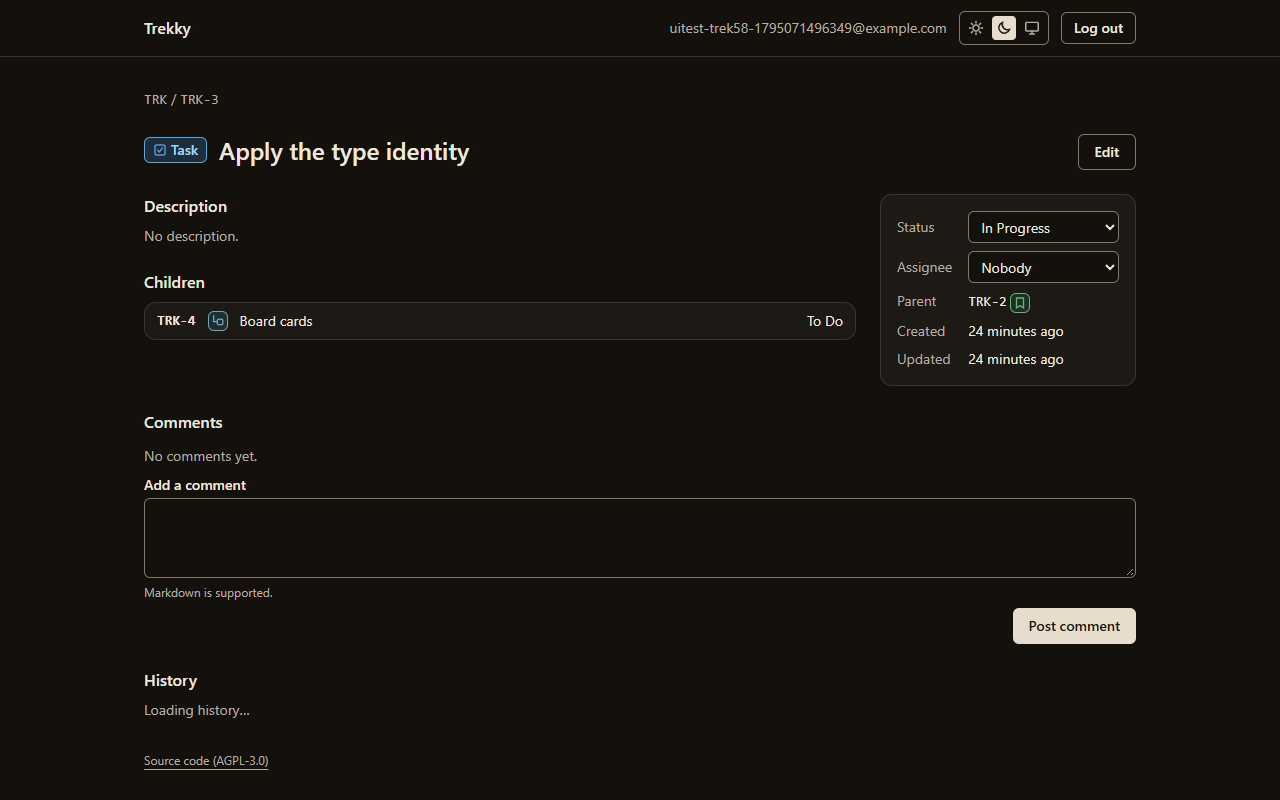 Trekky
uitest-trek58-1795071496349@example.com
Log out
TRK / TRK-3
Task
Apply the type identity
Edit
Description
No description.
Children
TRK-4 Board cards To Do
Status In Progress
Assignee Nobody
Parent TRK-2
Created 24 minutes ago
Updated 24 minutes ago
Comments
No comments yet.
Add a comment
Markdown is supported.
Post comment
History
Loading history...
Source code (AGPL-3.0)